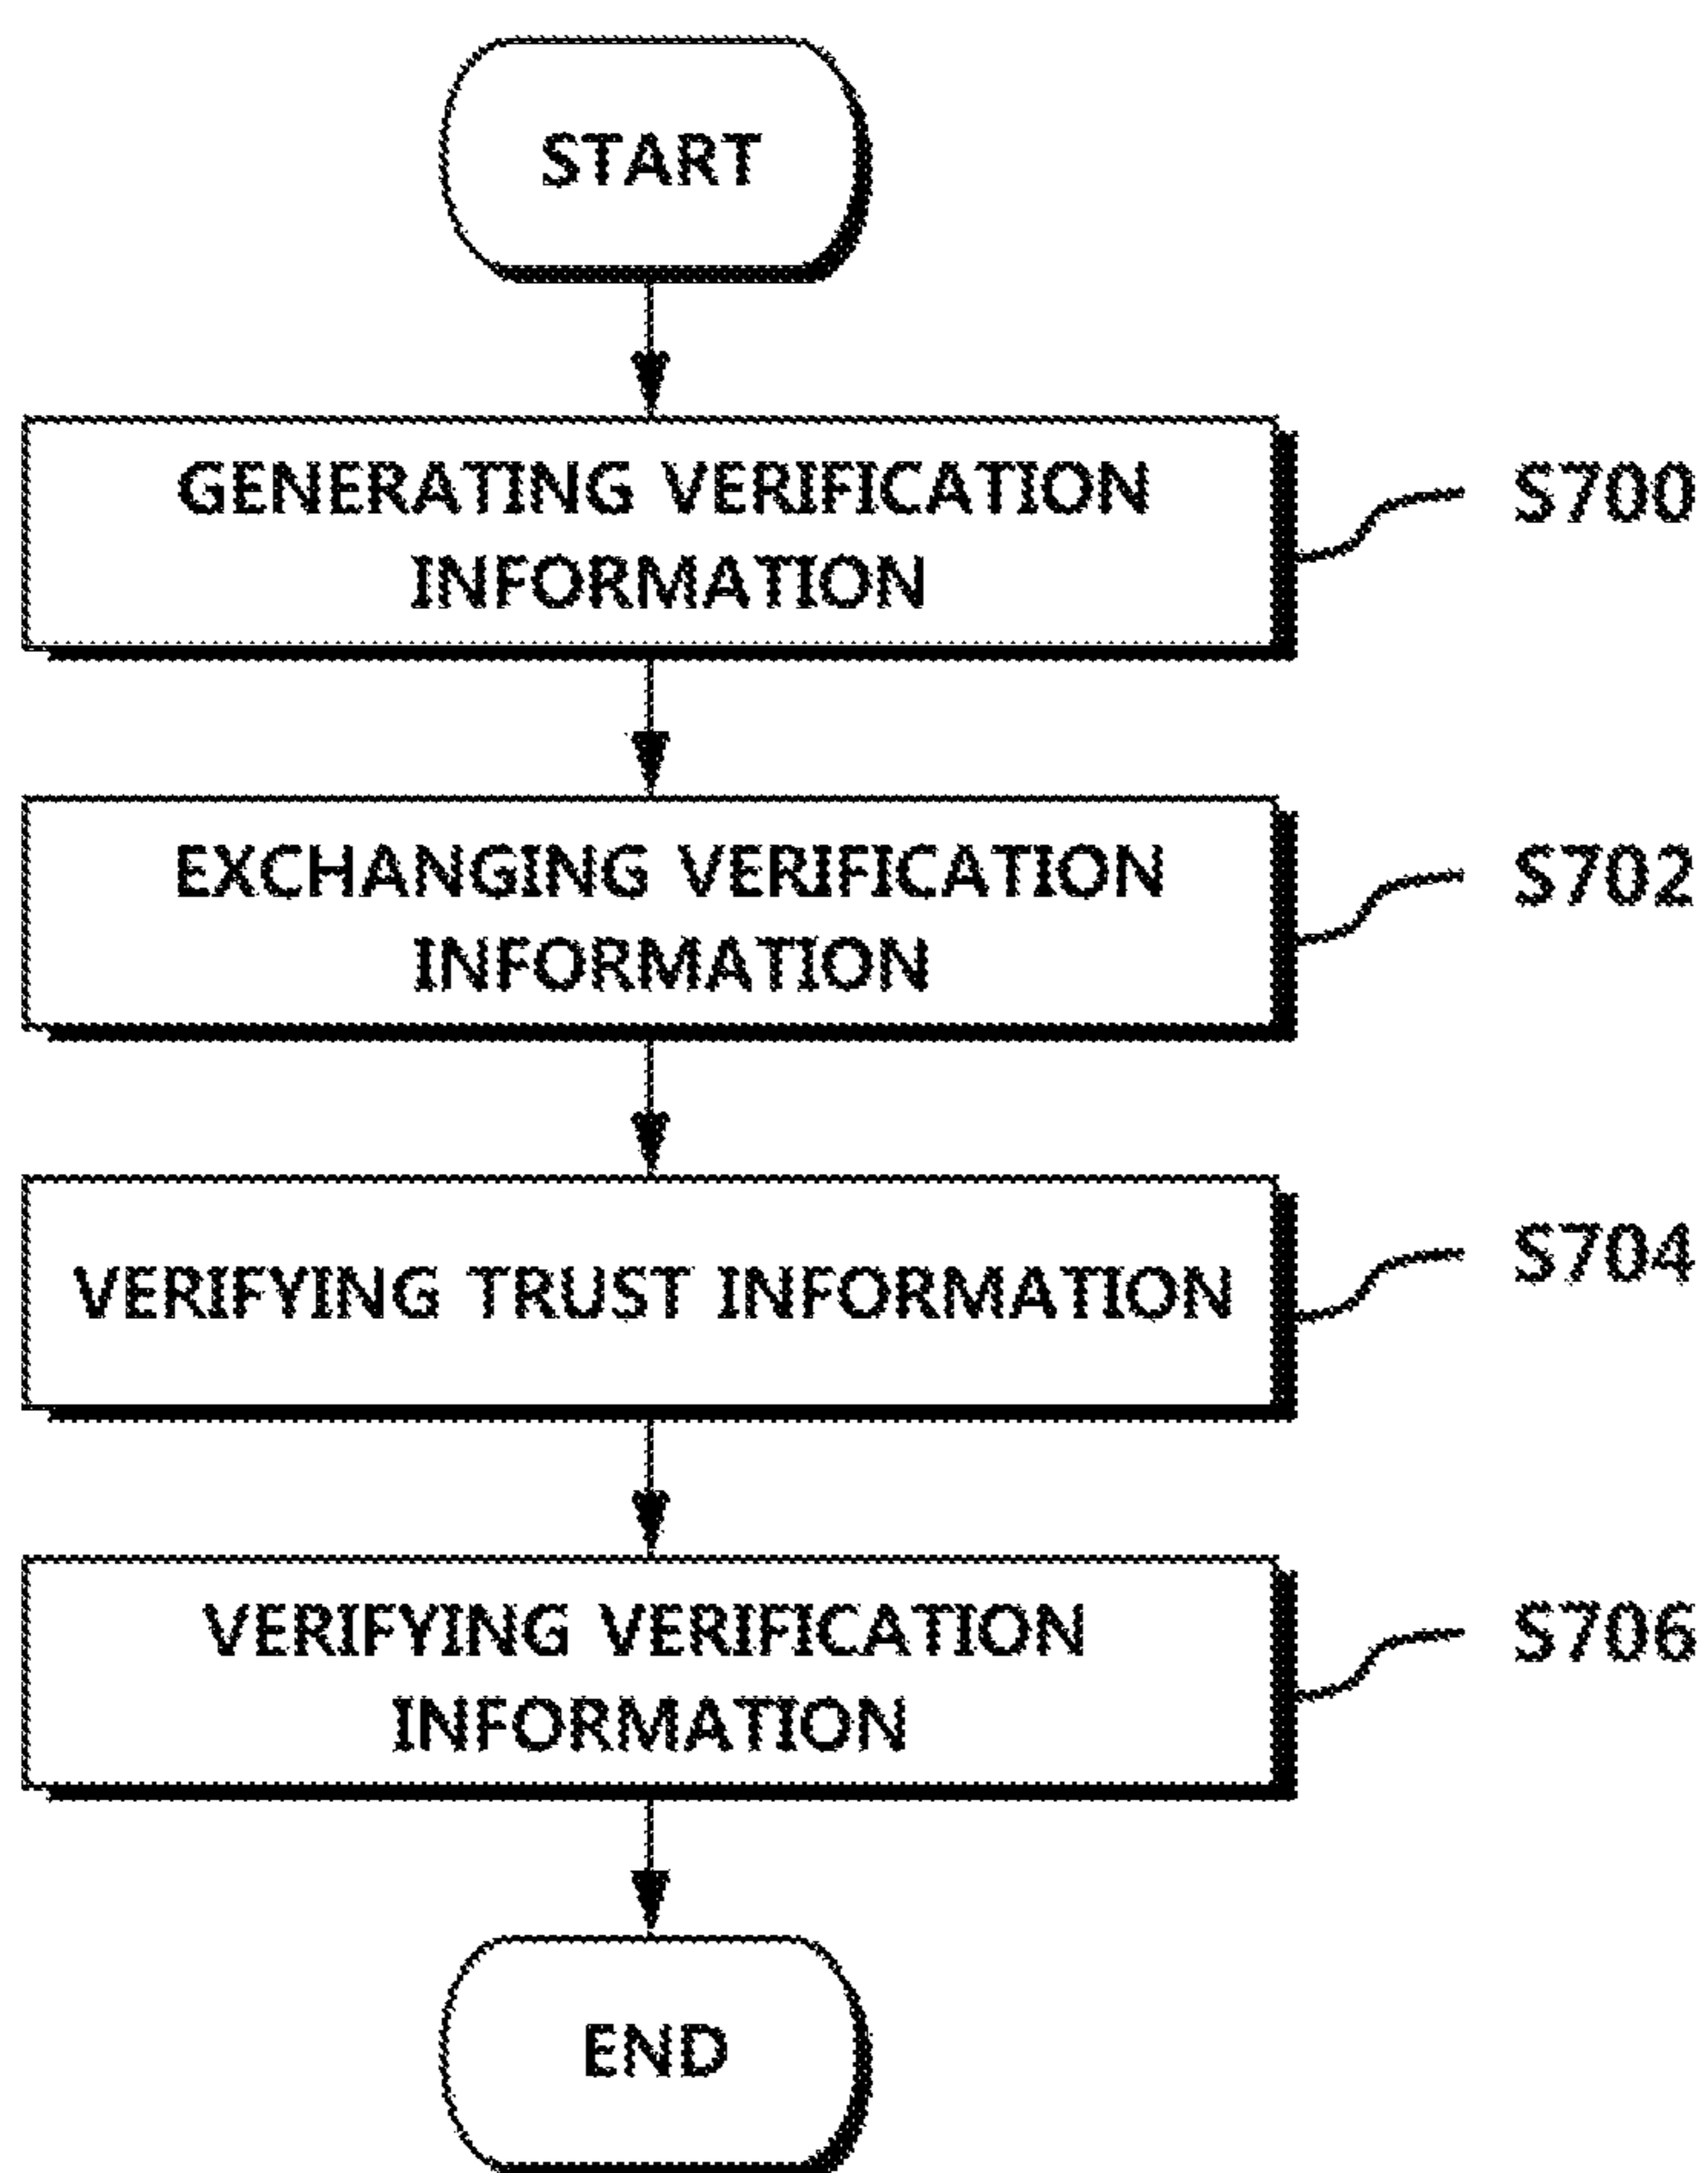 START
GENERATING VERIFICATION
INFORMATION
S700
EXCHANGING VERIFICATION
INFORMATION
S702
VERIFYING TRUST INFORMATION
S704
VERIFYING VERIFICATION
INFORMATION
S706
END